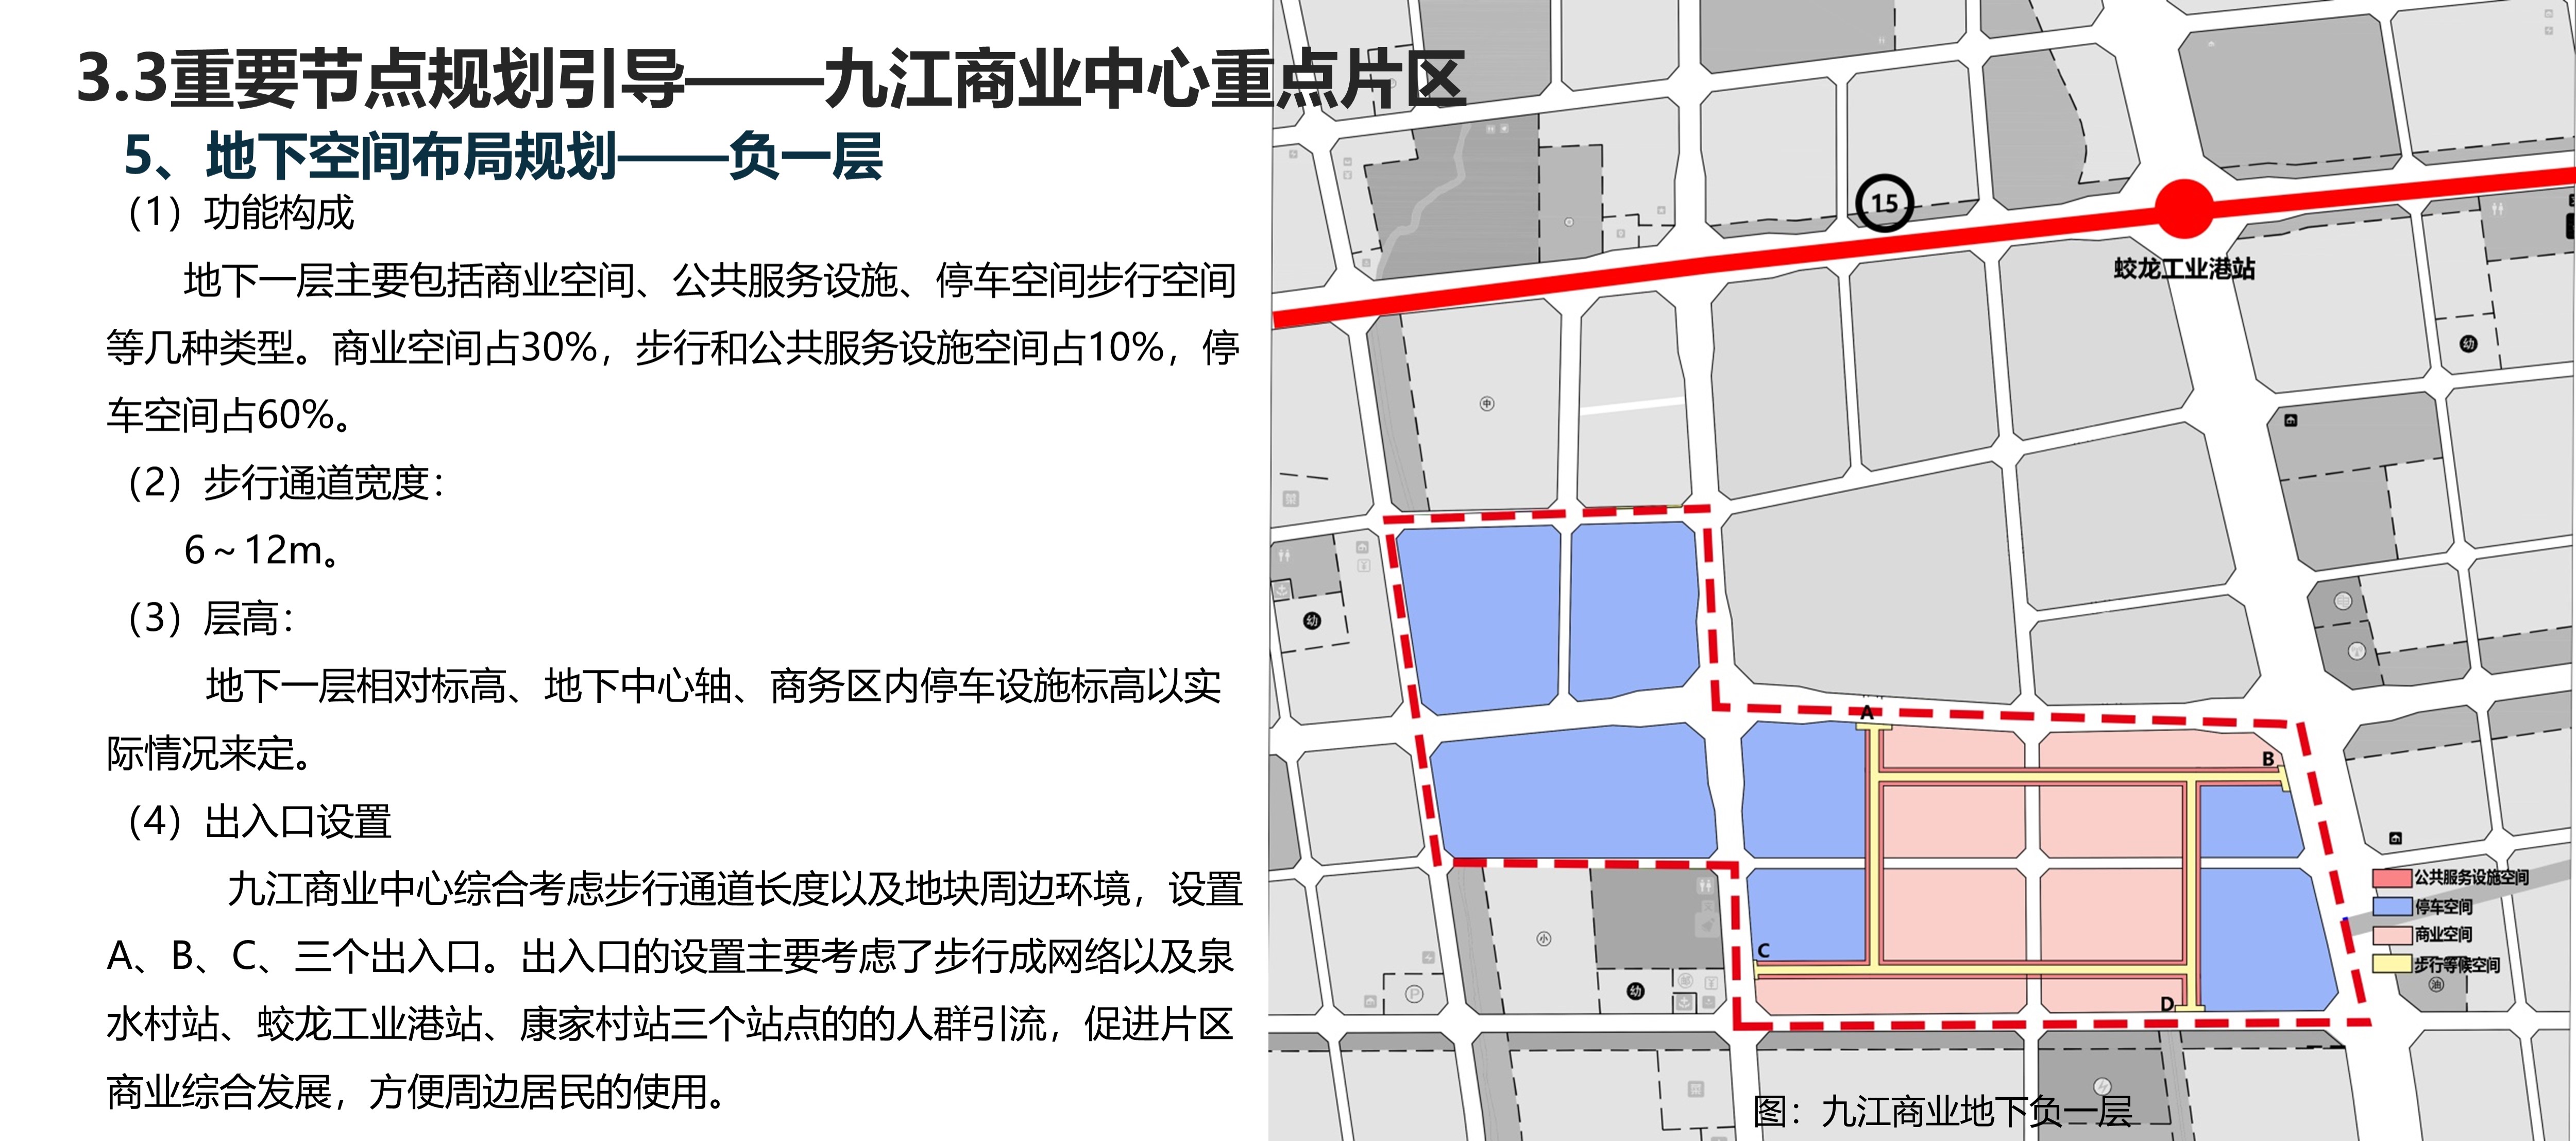 3.3重要节点规划引导——九江商业中心重点片区
5、地下空间布局规划——负一层
（1）功能构成
地下一层主要包括商业空间、公共服务设施、停车空间步行空间
等几种类型。商业空间占30%，步行和公共服务设施空间占10%，停
车空间占60%。
（2）步行通道宽度：
6～12m。
（3）层高：
地下一层相对标高、地下中心轴、商务区内停车设施标高以实
际情况来定。
（4）出入口设置
九江商业中心综合考虑步行通道长度以及地块周边环境，设置
A、B、C、三个出入口。出入口的设置主要考虑了步行成网络以及泉
水村站、蛟龙工业港站、康家村站三个站点的的人群引流，促进片区
商业综合发展，方便周边居民的使用。
15
蛟龙工业港站
幼
中
幼
A
B
C
D
小
幼
P
油
公共服务设施空间
停车空间
商业空间
步行等候空间
图：九江商业地下负一层